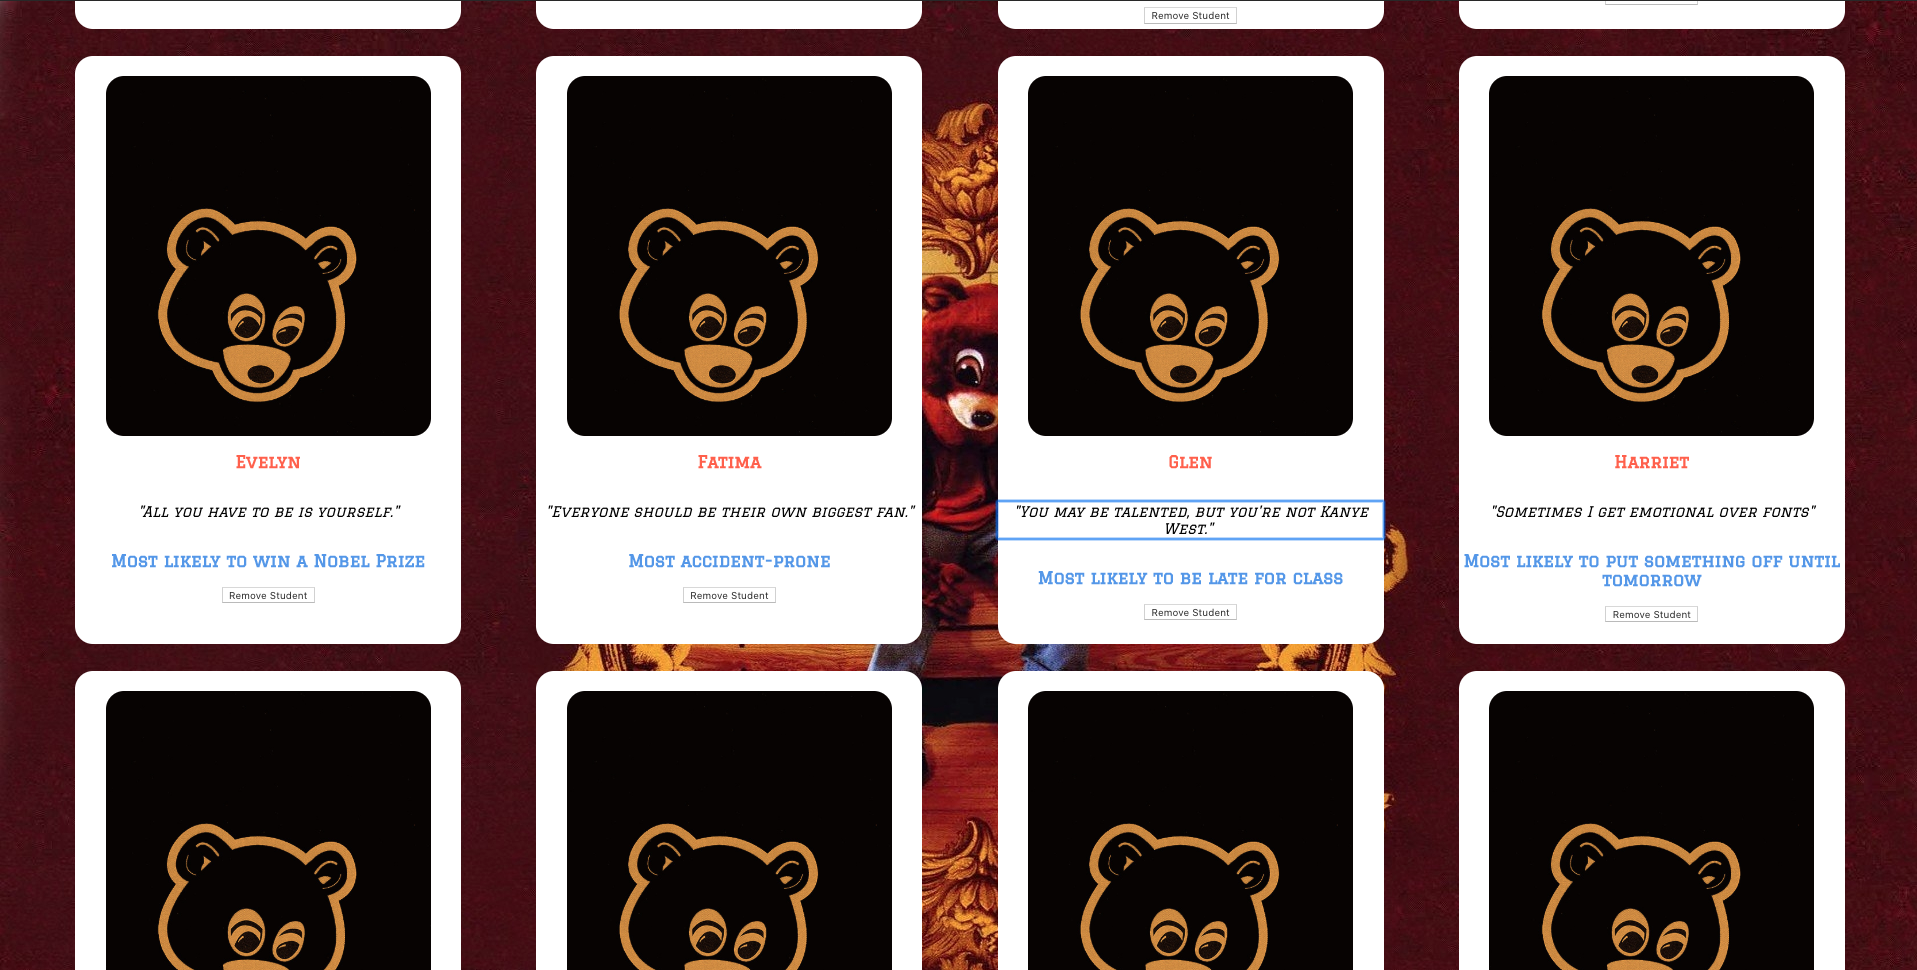 Remove Student
Evelyn
"All you have to be is yourself."
Most likely to win a Nobel Prize
Remove Student
Fatima
"Everyone should be their own biggest fan."
Most accident-prone
Remove Student
Glen
"You may be talented, but you're not Kanye
West."
Most likely to be late for class
Remove Student
Harriet
"Sometimes I get emotional over fonts"
Most likely to put something off until
tomorrow
Remove Student